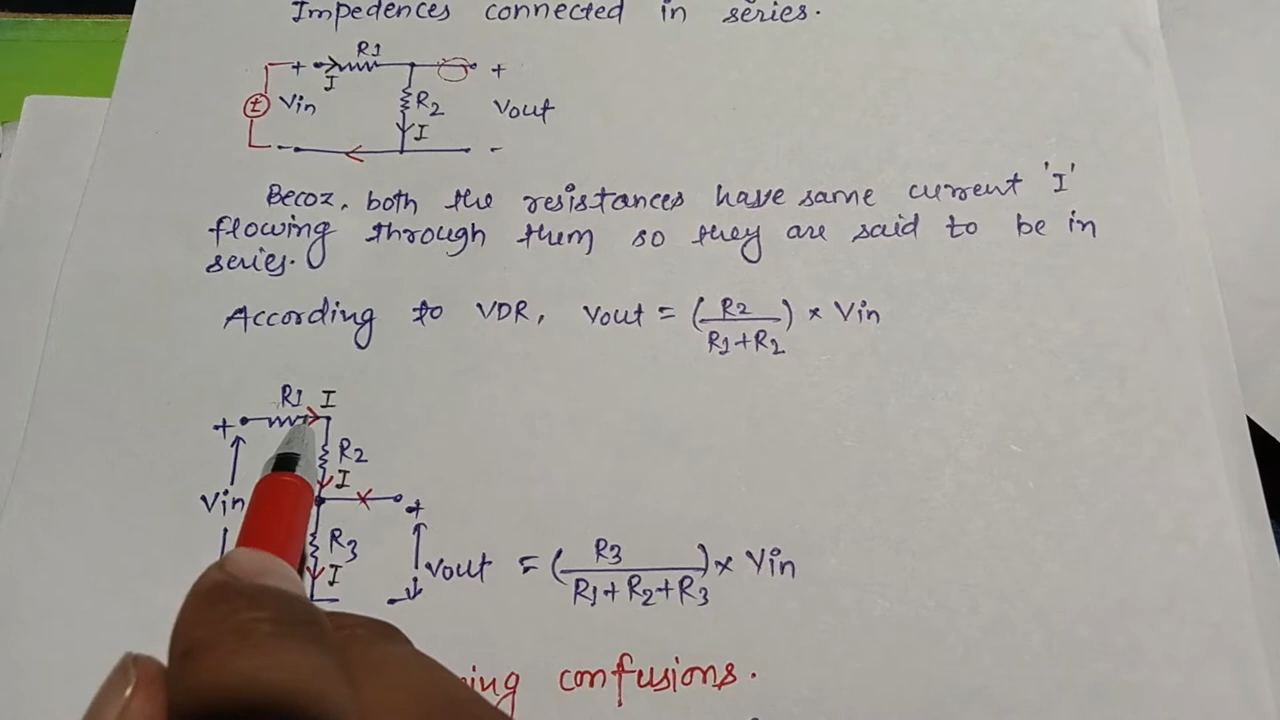 Impedences connected in series.
R1
+ I +
Vin R2 Vout
I
- -
Becoz, both the resistances have same current 'I'
flowing through them so they are said to be in
series.
According to VDR, Vout = (R2/R1+R2) * Vin
R1 I
+
R2
I
Vin +
R3
I
Vout = (R3/R1+R2+R3) * Vin
confusions.